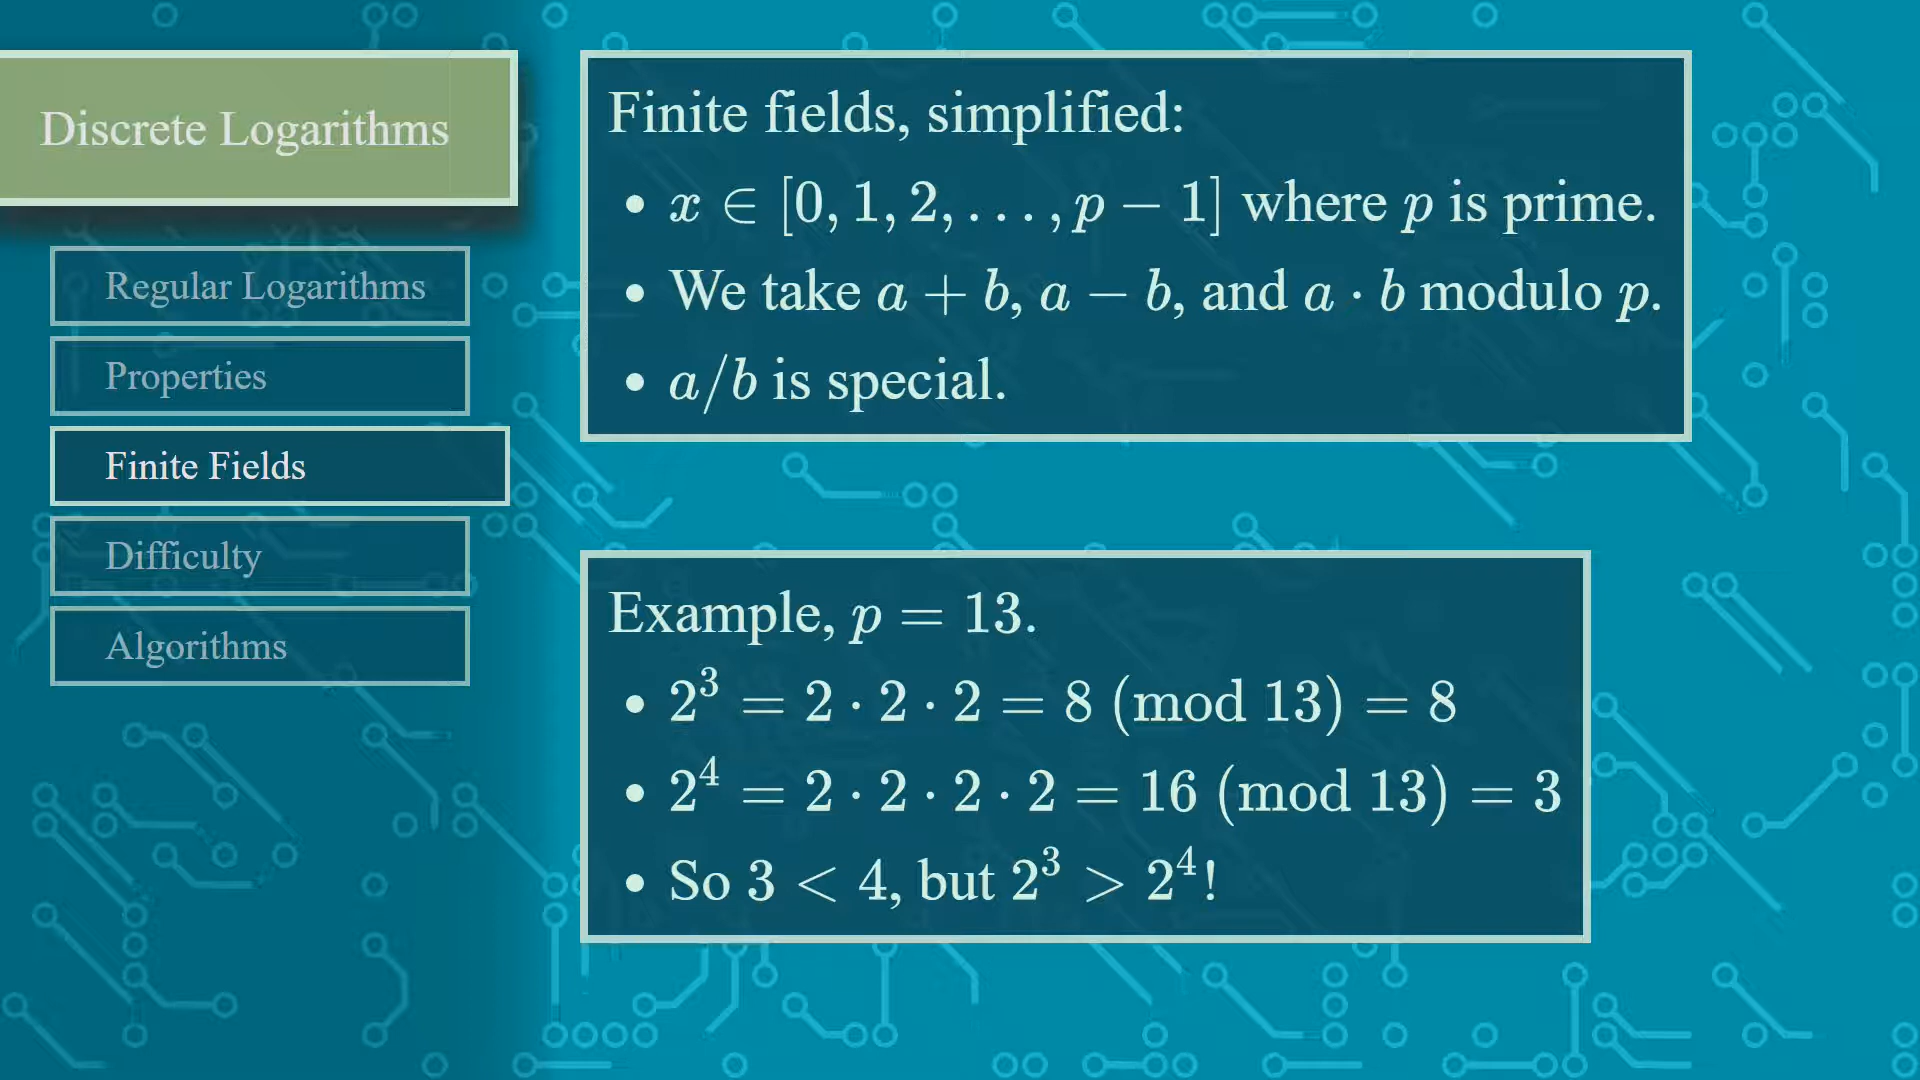 Discrete Logarithms
Regular Logarithms
Properties
Finite Fields
Difficulty
Algorithms
Finite fields, simplified:
• x ∈ [0, 1, 2, . . . , p − 1] where p is prime.
• We take a + b, a − b, and a · b modulo p.
• a/b is special.
Example, p = 13.
• 2³ = 2 · 2 · 2 = 8 (mod 13) = 8
• 2⁴ = 2 · 2 · 2 · 2 = 16 (mod 13) = 3
• So 3 < 4, but 2³ > 2⁴!